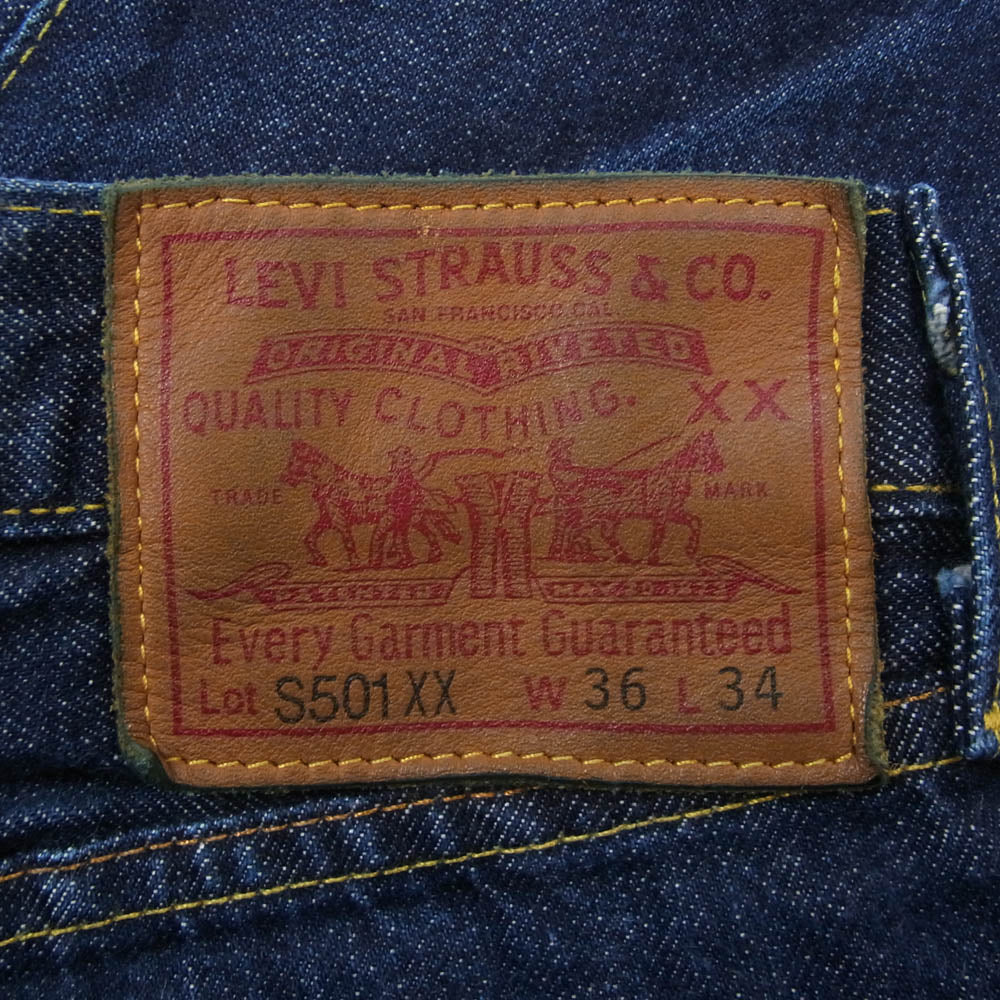 LEVI STRAUSS & CO.
SAN FRANCISCO, CAL.
ORIGINAL RIVETED
QUALITY CLOTHING. XX
TRADE MARK
Every Garment Guaranteed
Lot S501XX W 36 L 34